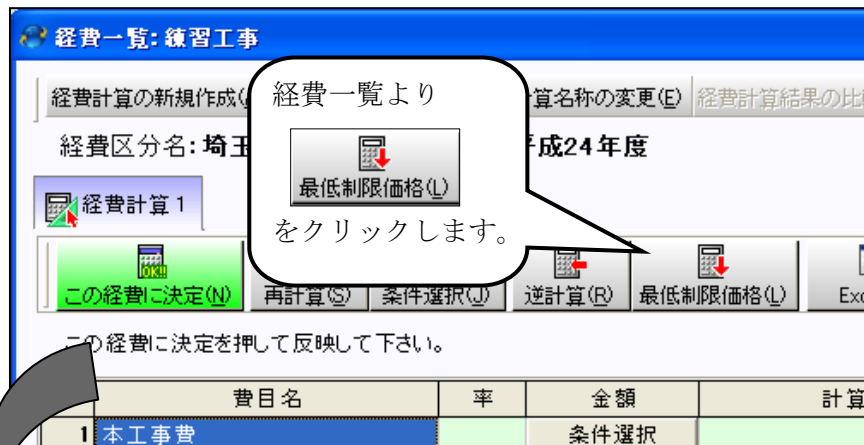 経費一覧:練習工事
経費計算の新規作成(
算名称の変更(E)
経費計算結果の比
経費区分名:埼玉
平成24年度
経費一覧より
最低制限価格(L)
をクリックします。
経費計算1
この経費に決定(N)
再計算(S)
条件選択(J)
逆計算(R)
最低制限価格(L)
Exc
この経費に決定を押して反映して下さい。
費目名
率
金額
計算
1
本工事費
条件選択